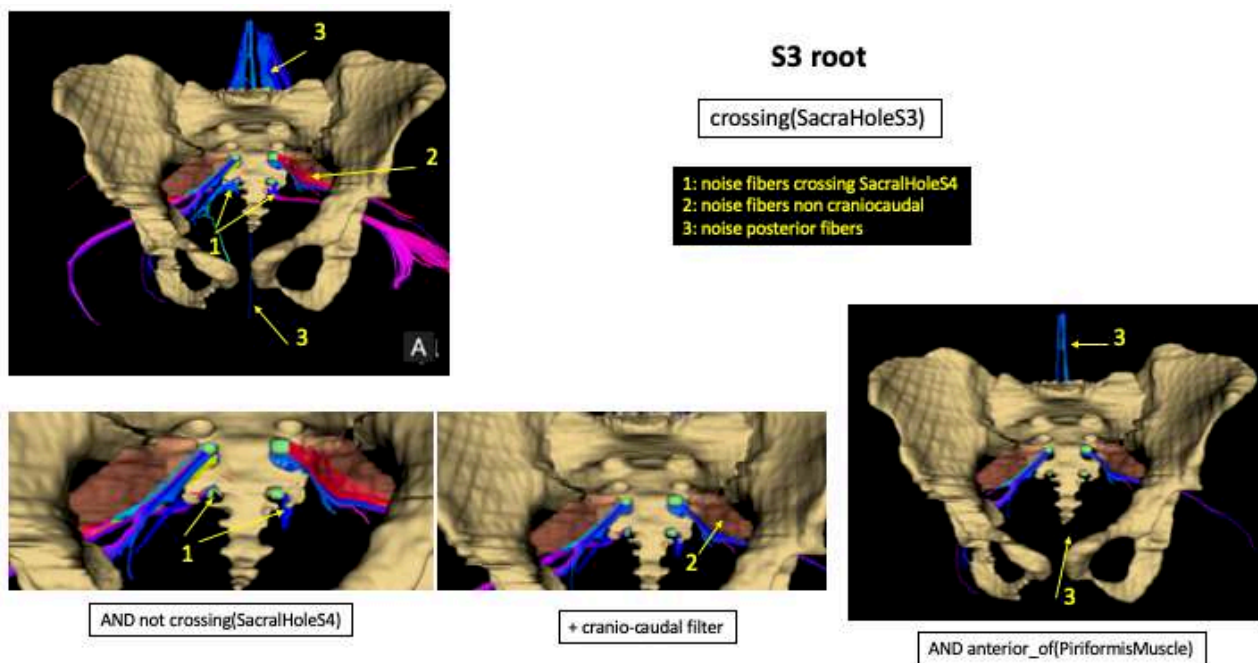 3
S3 root
crossing(SacraHoleS3)
2
1: noise fibers crossing SacralHoleS4
2: noise fibers non craniocaudal
3: noise posterior fibers
1
3
A
3
1
2
3
AND not crossing(SacralHoleS4)
+ cranio-caudal filter
AND anterior_of(PiriformisMuscle)